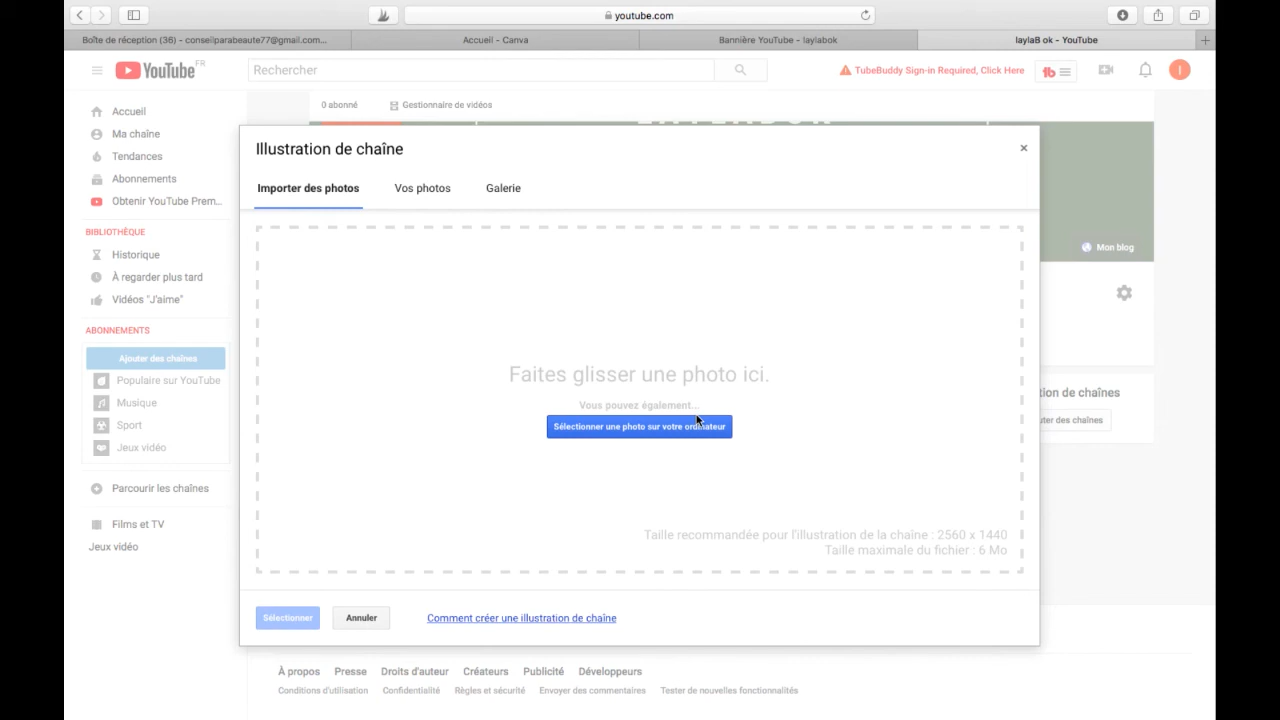 youtube.com
Boîte de réception (36) - conseilparabeaute77@gmail.com...
Accueil - Canva
Bannière YouTube - laylabok
laylaB ok - YouTube
YouTube FR
Rechercher
TubeBuddy Sign-in Required, Click Here
tb
I
0 abonné
Gestionnaire de vidéos
Accueil
Ma chaîne
Tendances
Abonnements
Obtenir YouTube Prem...
BIBLIOTHÈQUE
Historique
À regarder plus tard
Vidéos "J'aime"
ABONNEMENTS
Ajouter des chaînes
Populaire sur YouTube
Musique
Sport
Jeux vidéo
Parcourir les chaînes
Films et TV
Jeux vidéo
Illustration de chaîne
×
Importer des photos
Vos photos
Galerie
Faites glisser une photo ici.
Vous pouvez également...
Sélectionner une photo sur votre ordinateur
Taille recommandée pour l'illustration de la chaîne : 2560 x 1440
Taille maximale du fichier : 6 Mo
Sélectionner
Annuler
Comment créer une illustration de chaîne
Mon blog
tion de chaînes
uter des chaînes
À propos
Presse
Droits d'auteur
Créateurs
Publicité
Développeurs
Conditions d'utilisation
Confidentialité
Règles et sécurité
Envoyer des commentaires
Tester de nouvelles fonctionnalités